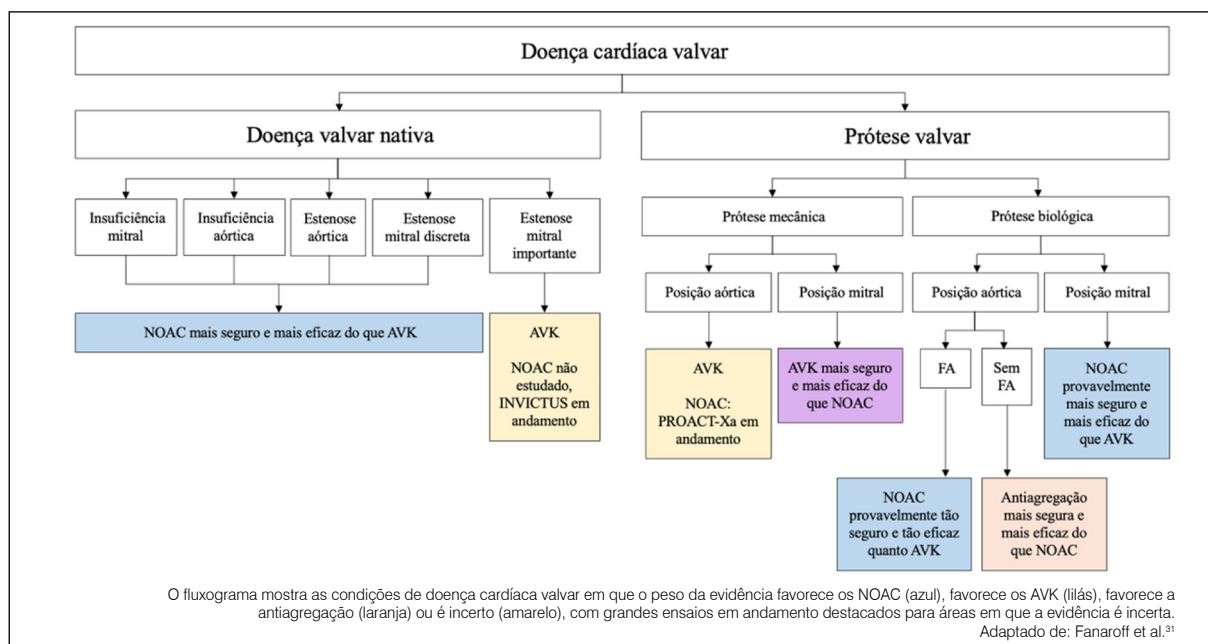 Doença cardíaca valvar
Doença valvar nativa
Prótese valvar
Insuficiência
mitral
Insuficiência
aórtica
Estenose
aórtica
Estenose
mitral discreta
Estenose
mitral
importante
Prótese mecânica
Prótese biológica
Posição aórtica
Posição mitral
Posição aórtica
Posição mitral
NOAC mais seguro e mais eficaz do que AVK
AVK
NOAC não
estudado,
INVICTUS em
andamento
AVK
NOAC:
PROACT-Xa em
andamento
AVK mais seguro
e mais eficaz do
que NOAC
FA
Sem
FA
NOAC
provavelmente
mais seguro e
mais eficaz do
que AVK
NOAC
provavelmente tão
seguro e tão eficaz
quanto AVK
Antiagregação
mais segura e
mais eficaz do
que NOAC
O fluxograma mostra as condições de doença cardíaca valvar em que o peso da evidência favorece os NOAC (azul), favorece os AVK (lilás), favorece a
antiagregação (laranja) ou é incerto (amarelo), com grandes ensaios em andamento destacados para áreas em que a evidência é incerta.
Adaptado de: Fanaroff et al.³¹